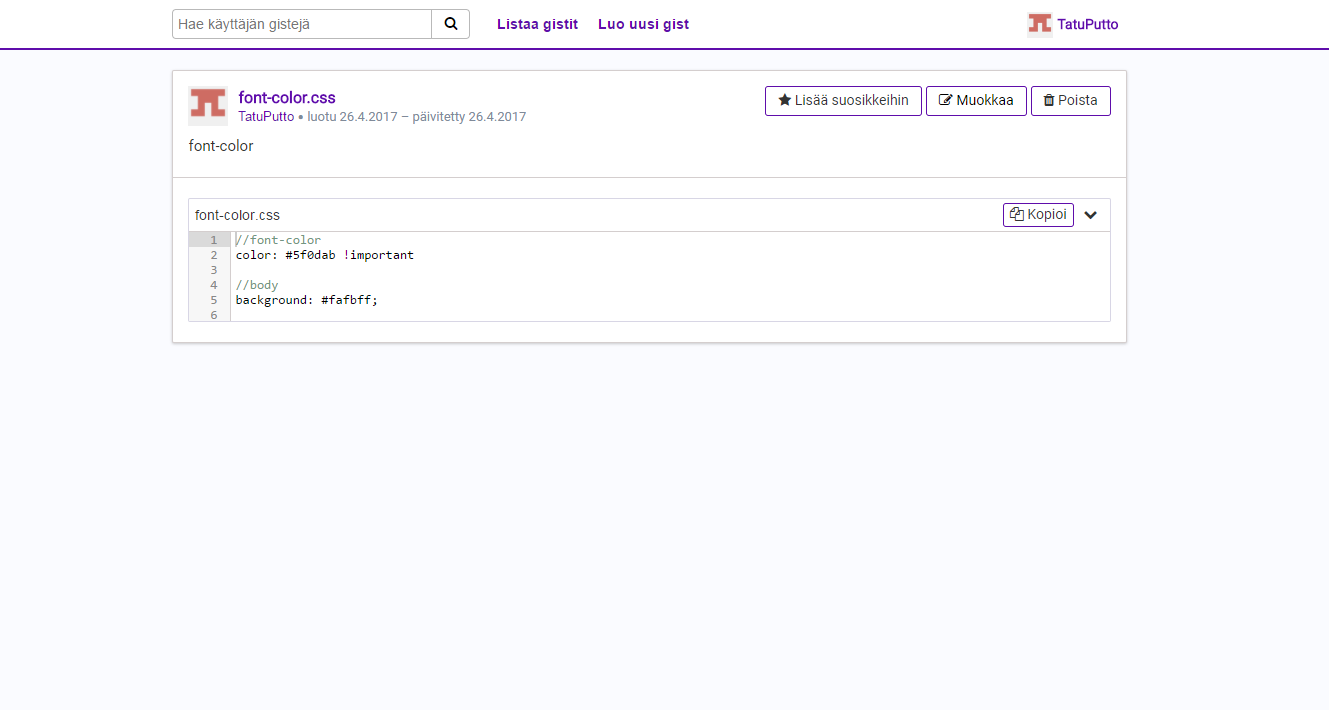 Hae käyttäjän gistejä
Listaa gistit
Luo uusi gist
TatuPutto
font-color.css
TatuPutto • luotu 26.4.2017 – päivitetty 26.4.2017
Lisää suosikkeihin
Muokkaa
Poista
font-color
font-color.css
Kopioi
1 //font-color
2 color: #5f0dab !important
3
4 //body
5 background: #fafbff;
6